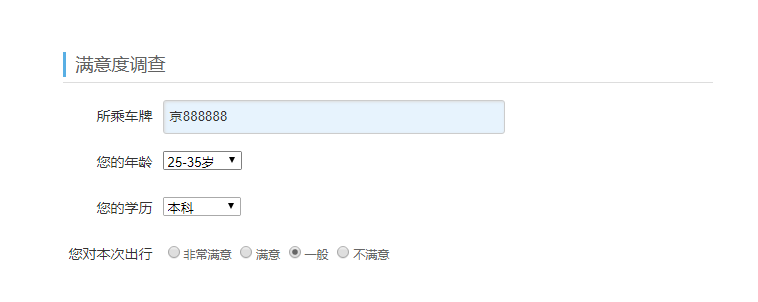 满意度调查
所乘车牌 京888888
您的年龄 25-35岁
您的学历 本科
您对本次出行 非常满意 满意 一般 不满意